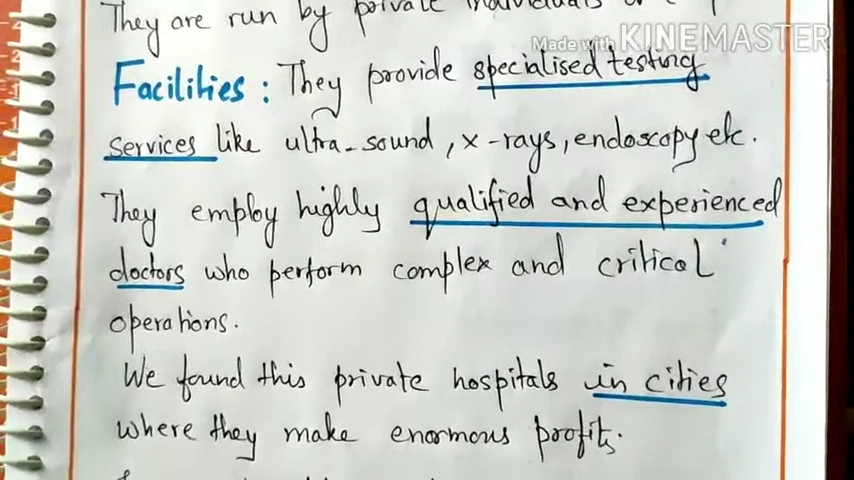 They are run by private individuals
Made with KINEMASTER
Facilities : They provide specialised testing
services like ultra-sound, x-rays, endoscopy etc.
They employ highly qualified and experienced
doctors who perform complex and critical
operations.
We found this private hospitals in cities
where they make enormous profits.